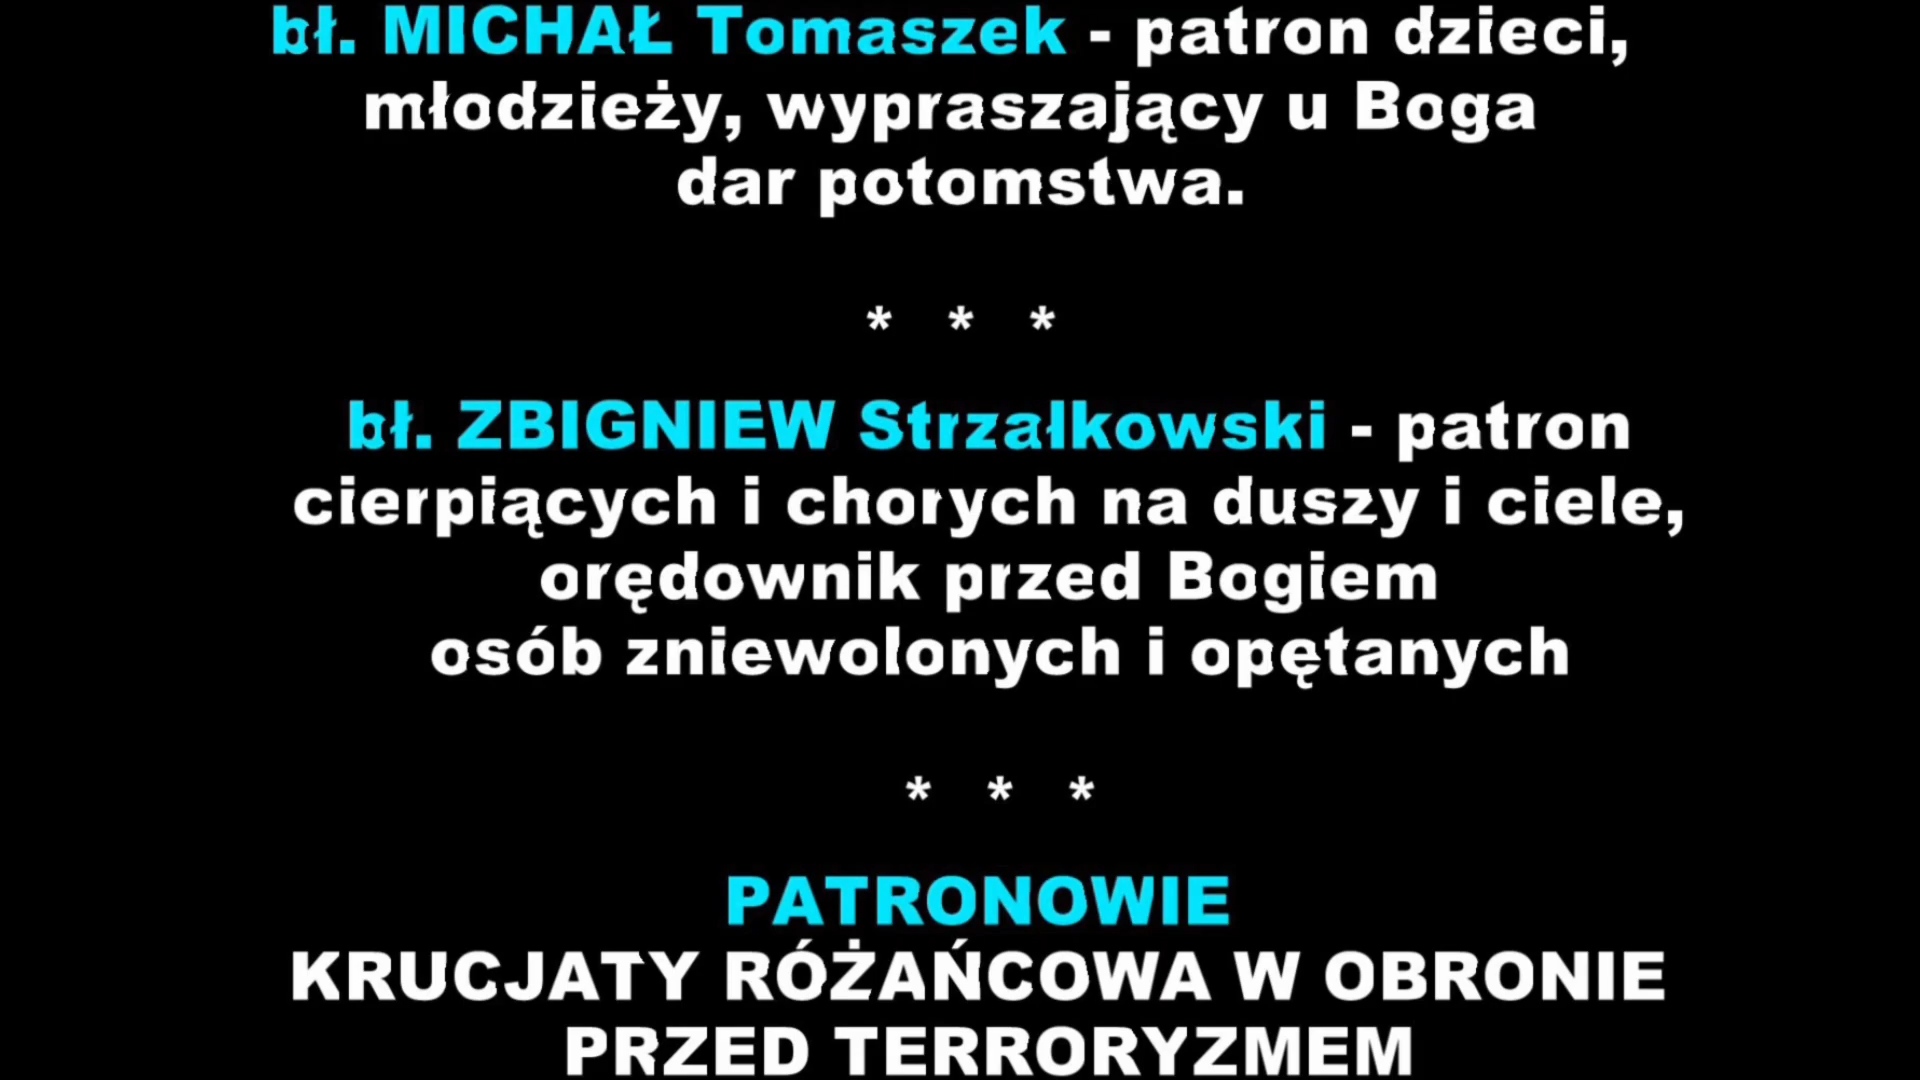 bł. MICHAŁ Tomaszek - patron dzieci,
młodzieży, wypraszający u Boga
dar potomstwa.
* * *
bł. ZBIGNIEW Strzałkowski - patron
cierpiących i chorych na duszy i ciele,
orędownik przed Bogiem
osób zniewolonych i opętanych
* * *
PATRONOWIE
KRUCJATY RÓŻAŃCOWA W OBRONIE
PRZED TERRORYZMEM